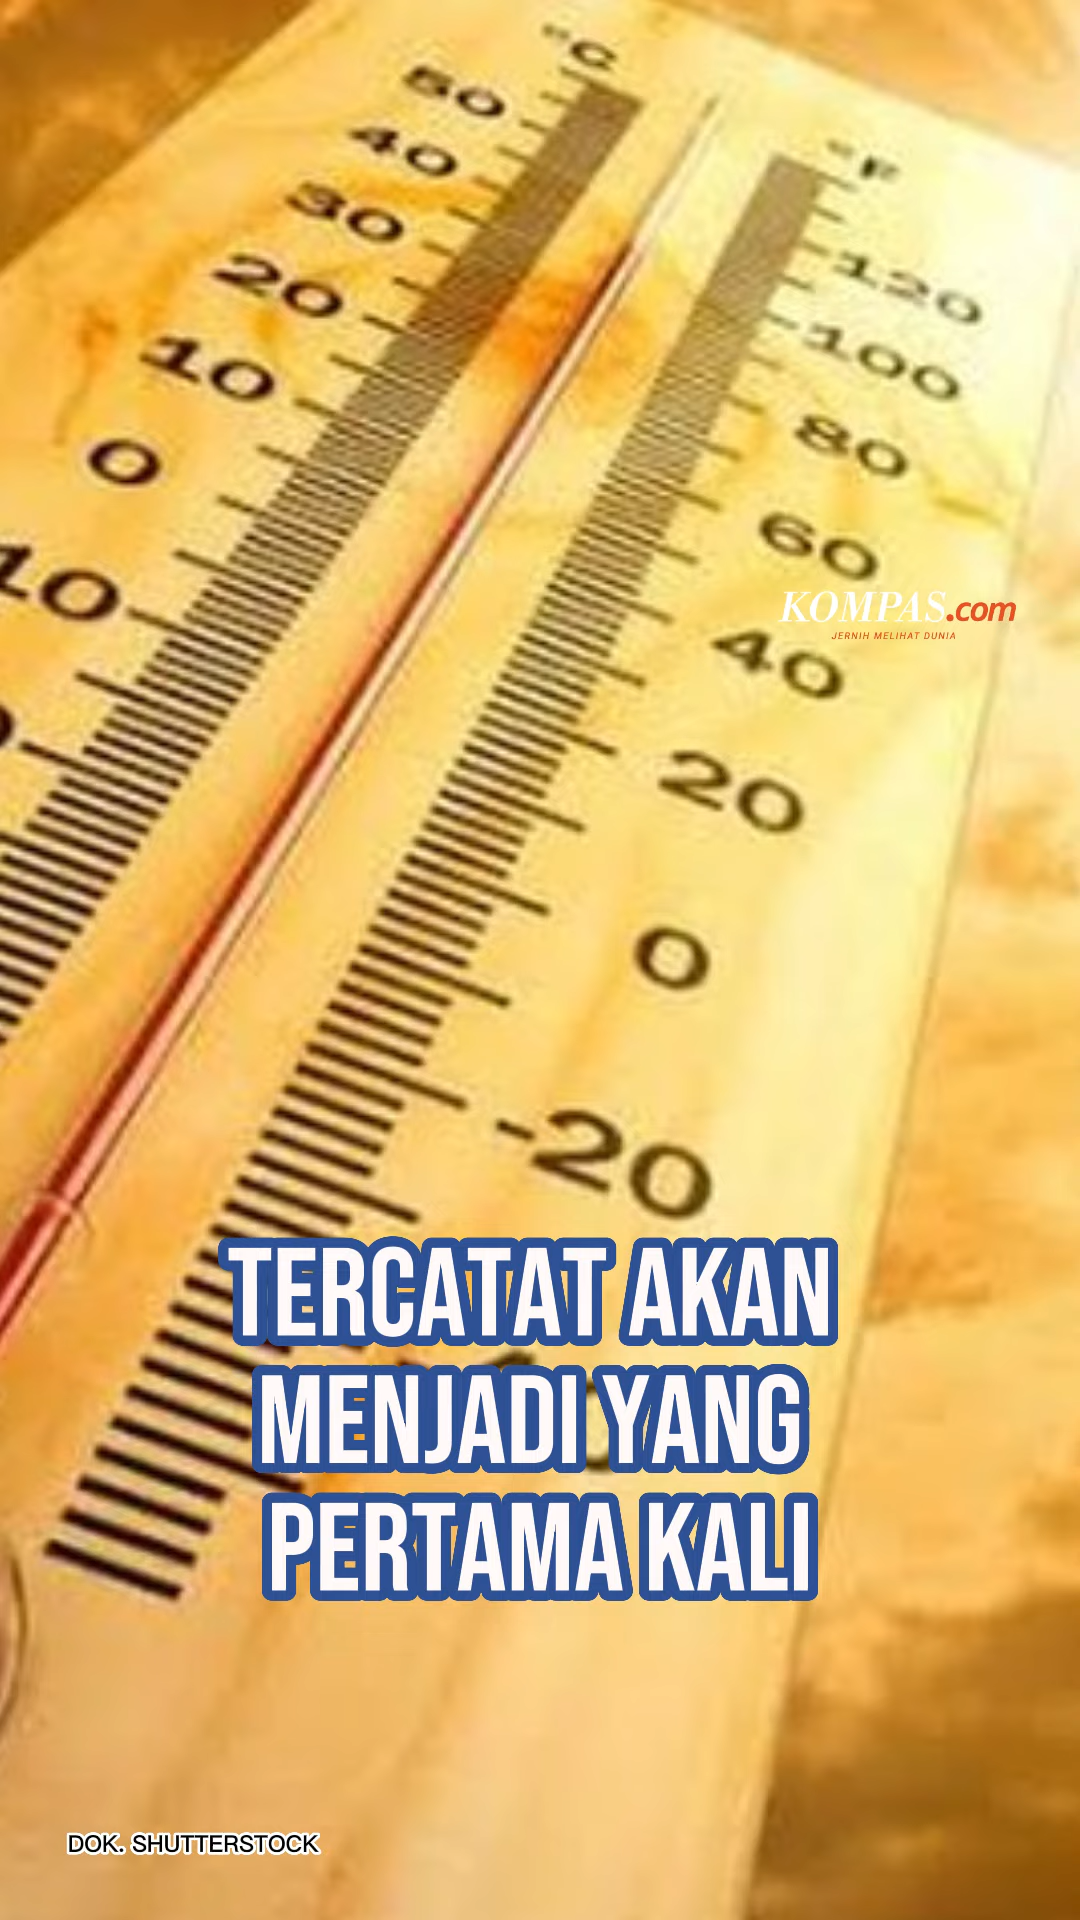 °C
°F
50
40
30
20
10
0
10
120
100
80
60
40
20
0
-20
KOMPAS.com
JERNIH MELIHAT DUNIA
TERCATAT AKAN
MENJADI YANG
PERTAMA KALI
DOK. SHUTTERSTOCK